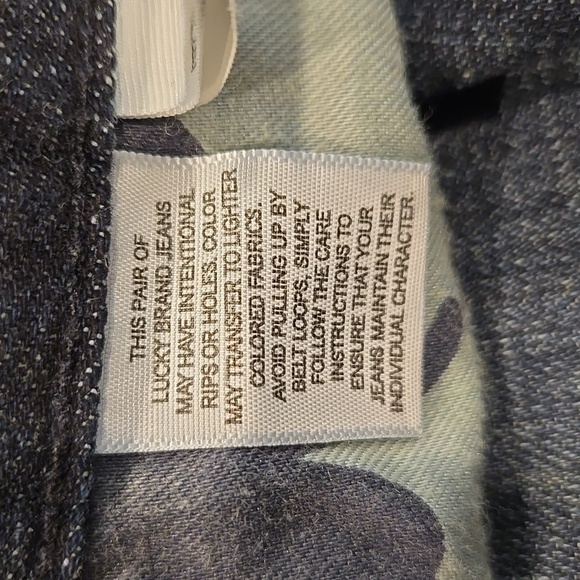 THIS PAIR OF
LUCKY BRAND JEANS
MAY HAVE INTENTIONAL
RIPS OR HOLES. COLOR
MAY TRANSFER TO LIGHTER
COLORED FABRICS.
AVOID PULLING UP BY
BELT LOOPS. SIMPLY
FOLLOW THE CARE
INSTRUCTIONS TO
ENSURE THAT YOUR
JEANS MAINTAIN THEIR
INDIVIDUAL CHARACTER.